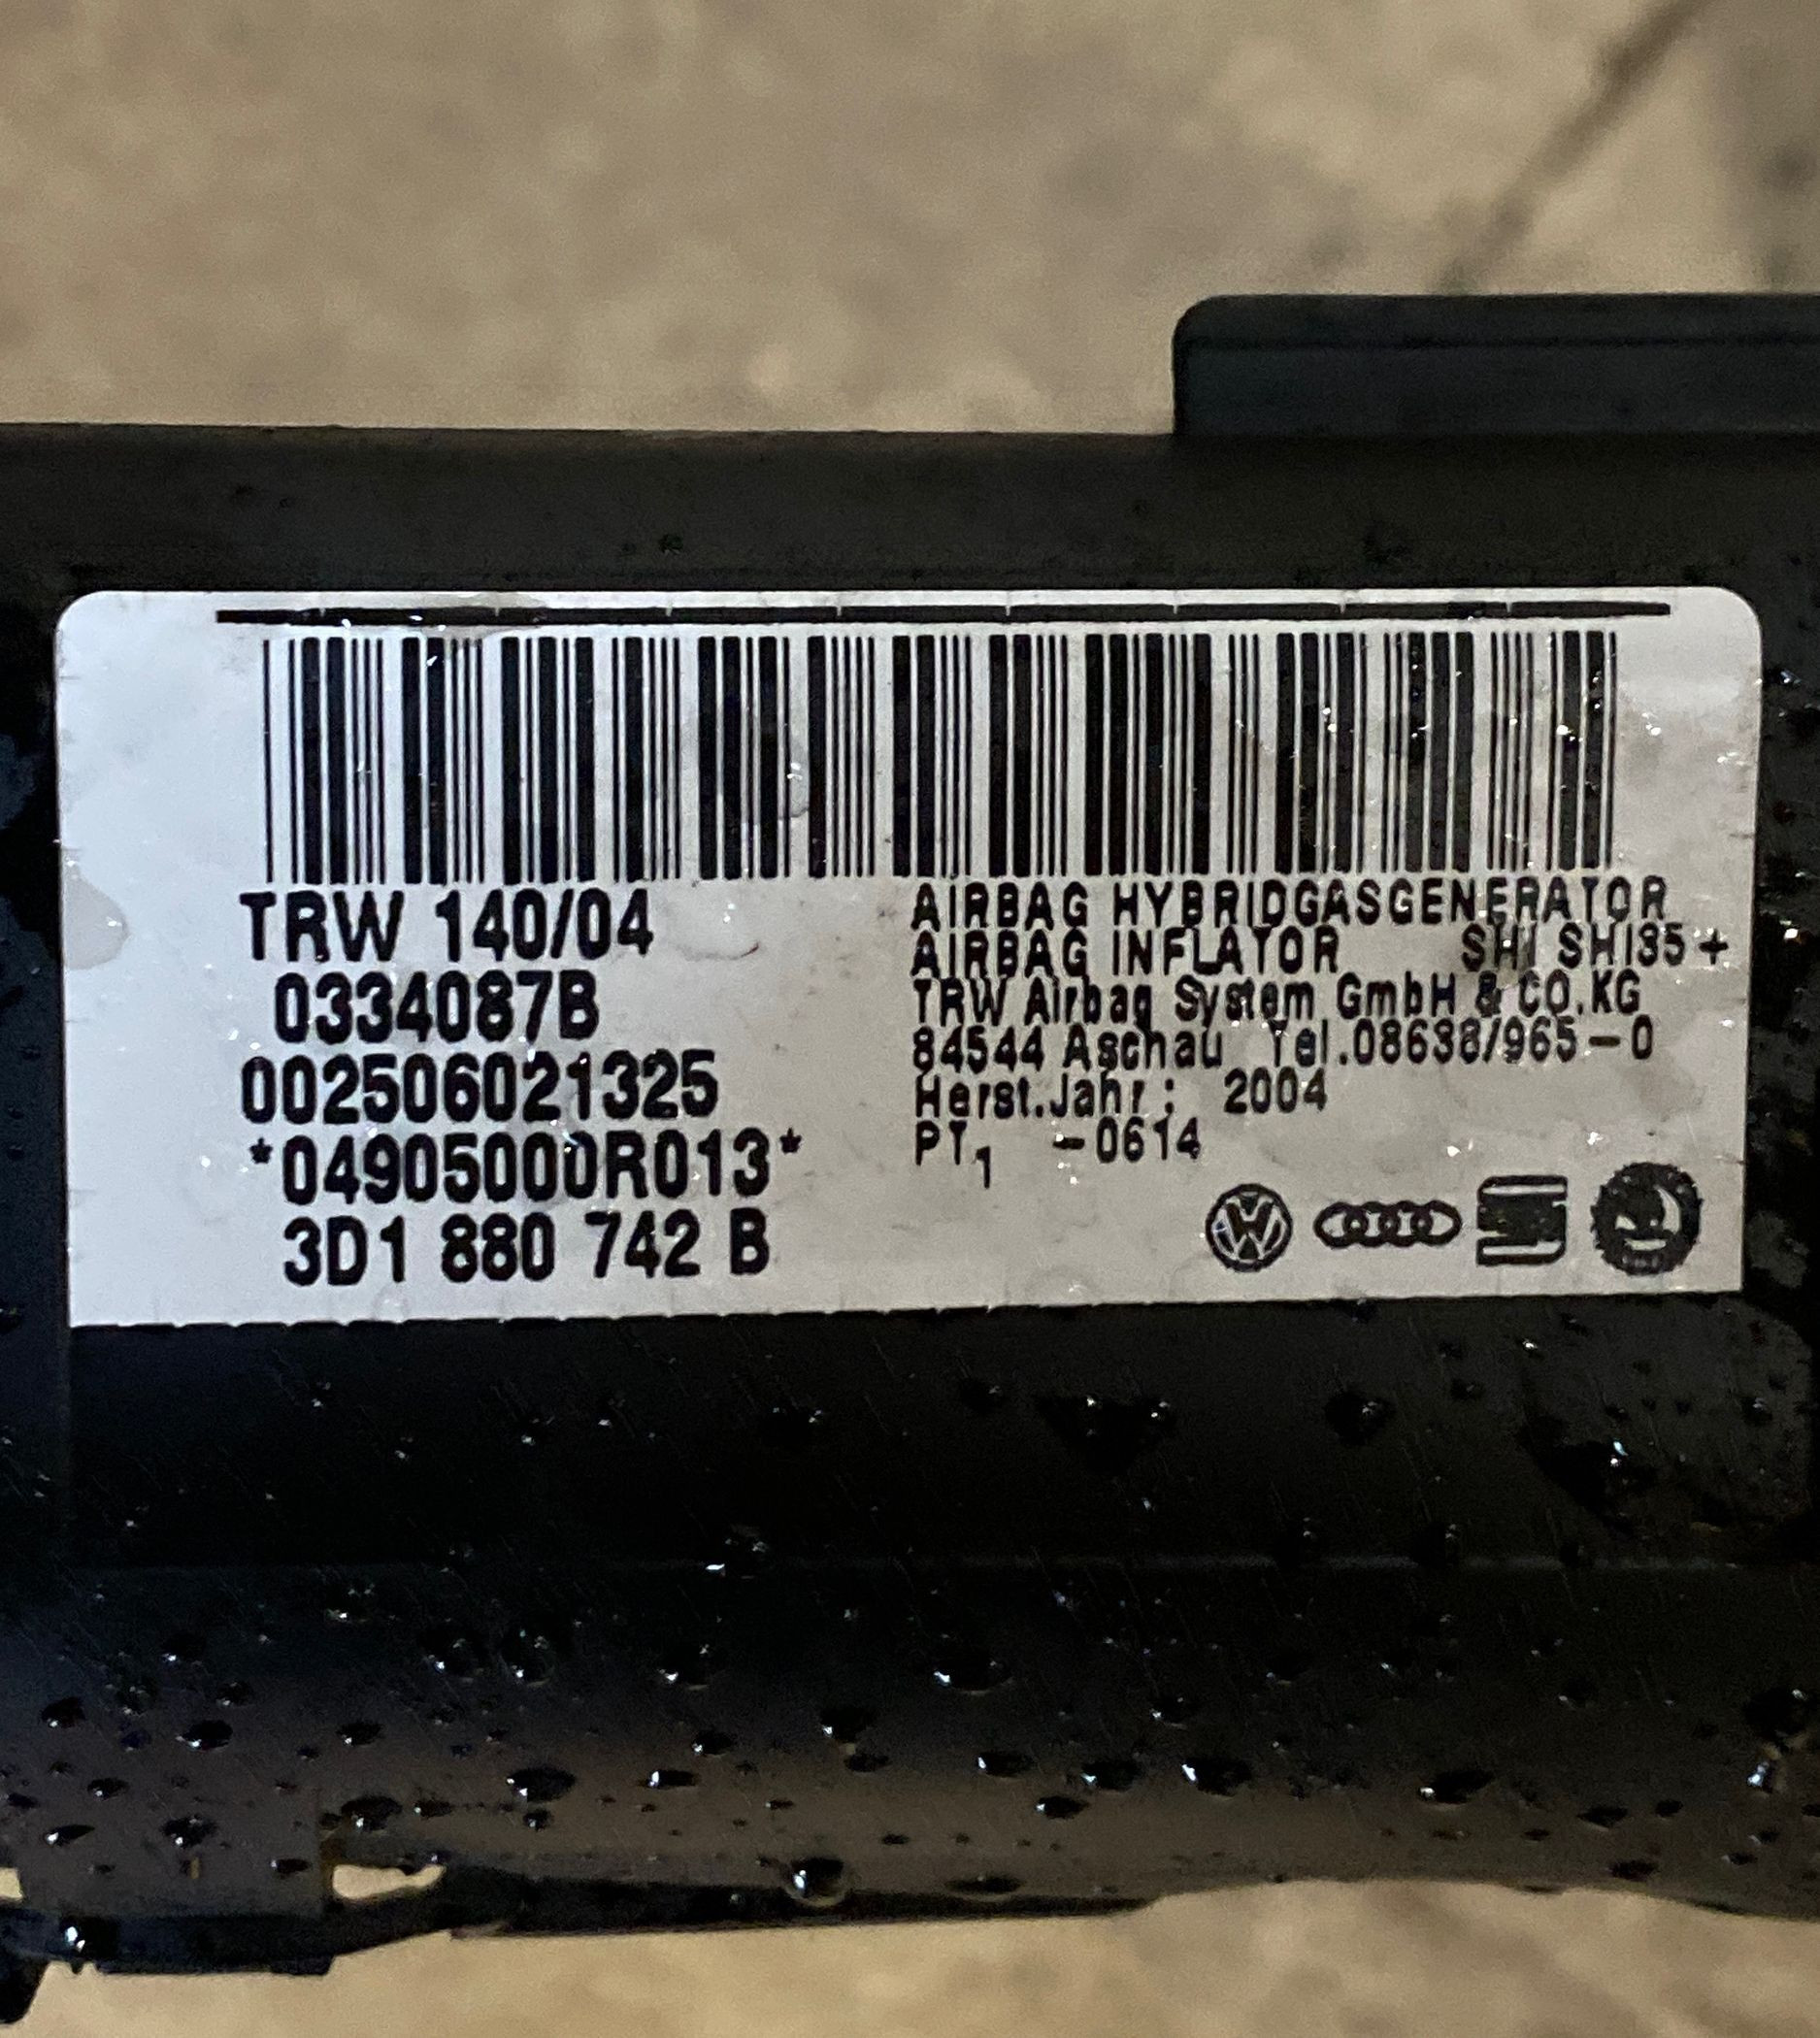 TRW 140/04
0334087B
002506021325
*04905000R013*
3D1 880 742 B
AIRBAG HYBRIDGASGENERATOR
AIRBAG INFLATOR SHI SHI35+
TRW Airbag System GmbH & CO.KG
84544 Aschau Tel.08638/965-0
Herst.Jahr: 2004
PT1 -0614